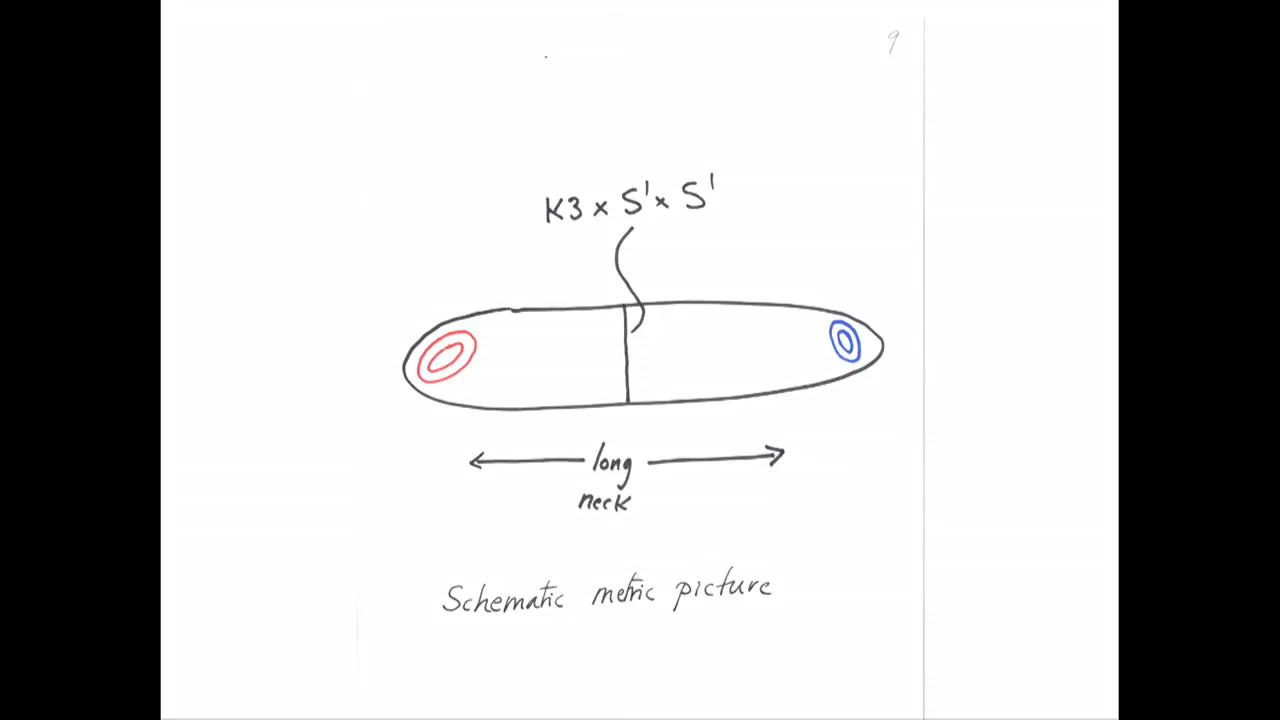 9
K3 × S¹ × S¹
long
neck
Schematic metric picture